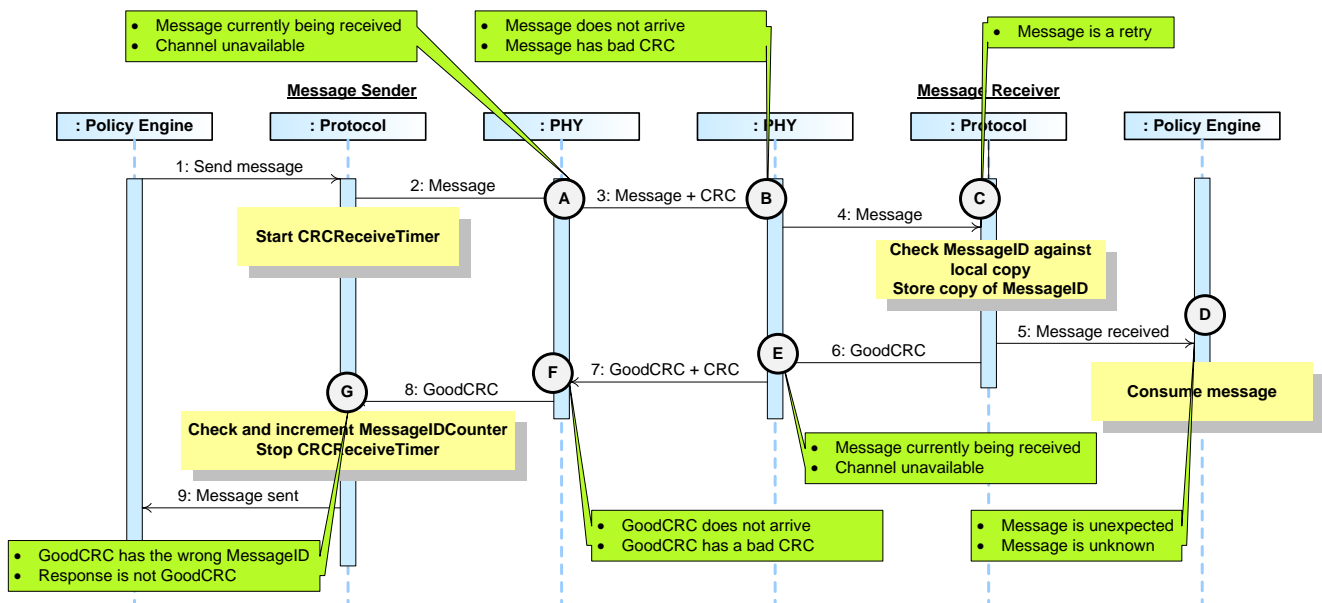 • Message currently being received
• Channel unavailable
• Message does not arrive
• Message has bad CRC
• Message is a retry
Message Sender
Message Receiver
: Policy Engine
: Protocol
: PHY
: PHY
: Protocol
: Policy Engine
1: Send message
2: Message
A
3: Message + CRC
B
4: Message
C
Start CRCReceiveTimer
Check MessageID against
local copy
Store copy of MessageID
D
5: Message received
6: GoodCRC
E
7: GoodCRC + CRC
F
8: GoodCRC
G
Consume message
Check and increment MessageIDCounter
Stop CRCReceiveTimer
• Message currently being received
• Channel unavailable
9: Message sent
• GoodCRC does not arrive
• GoodCRC has a bad CRC
• Message is unexpected
• Message is unknown
• GoodCRC has the wrong MessageID
• Response is not GoodCRC